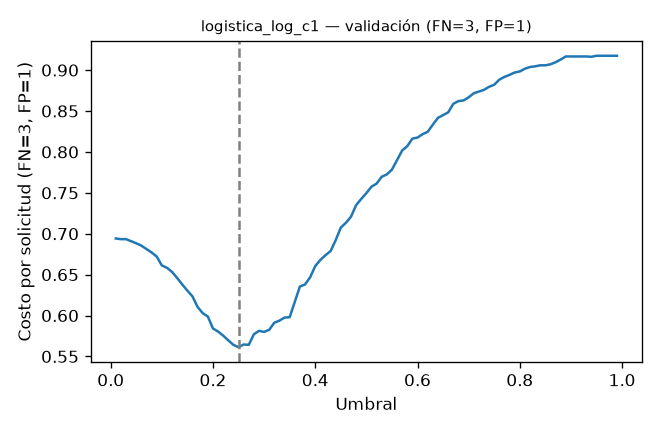 logistica_log_c1 — validación (FN=3, FP=1)
Costo por solicitud (FN=3, FP=1)
0.90
0.85
0.80
0.75
0.70
0.65
0.60
0.55
0.0 0.2 0.4 0.6 0.8 1.0
Umbral